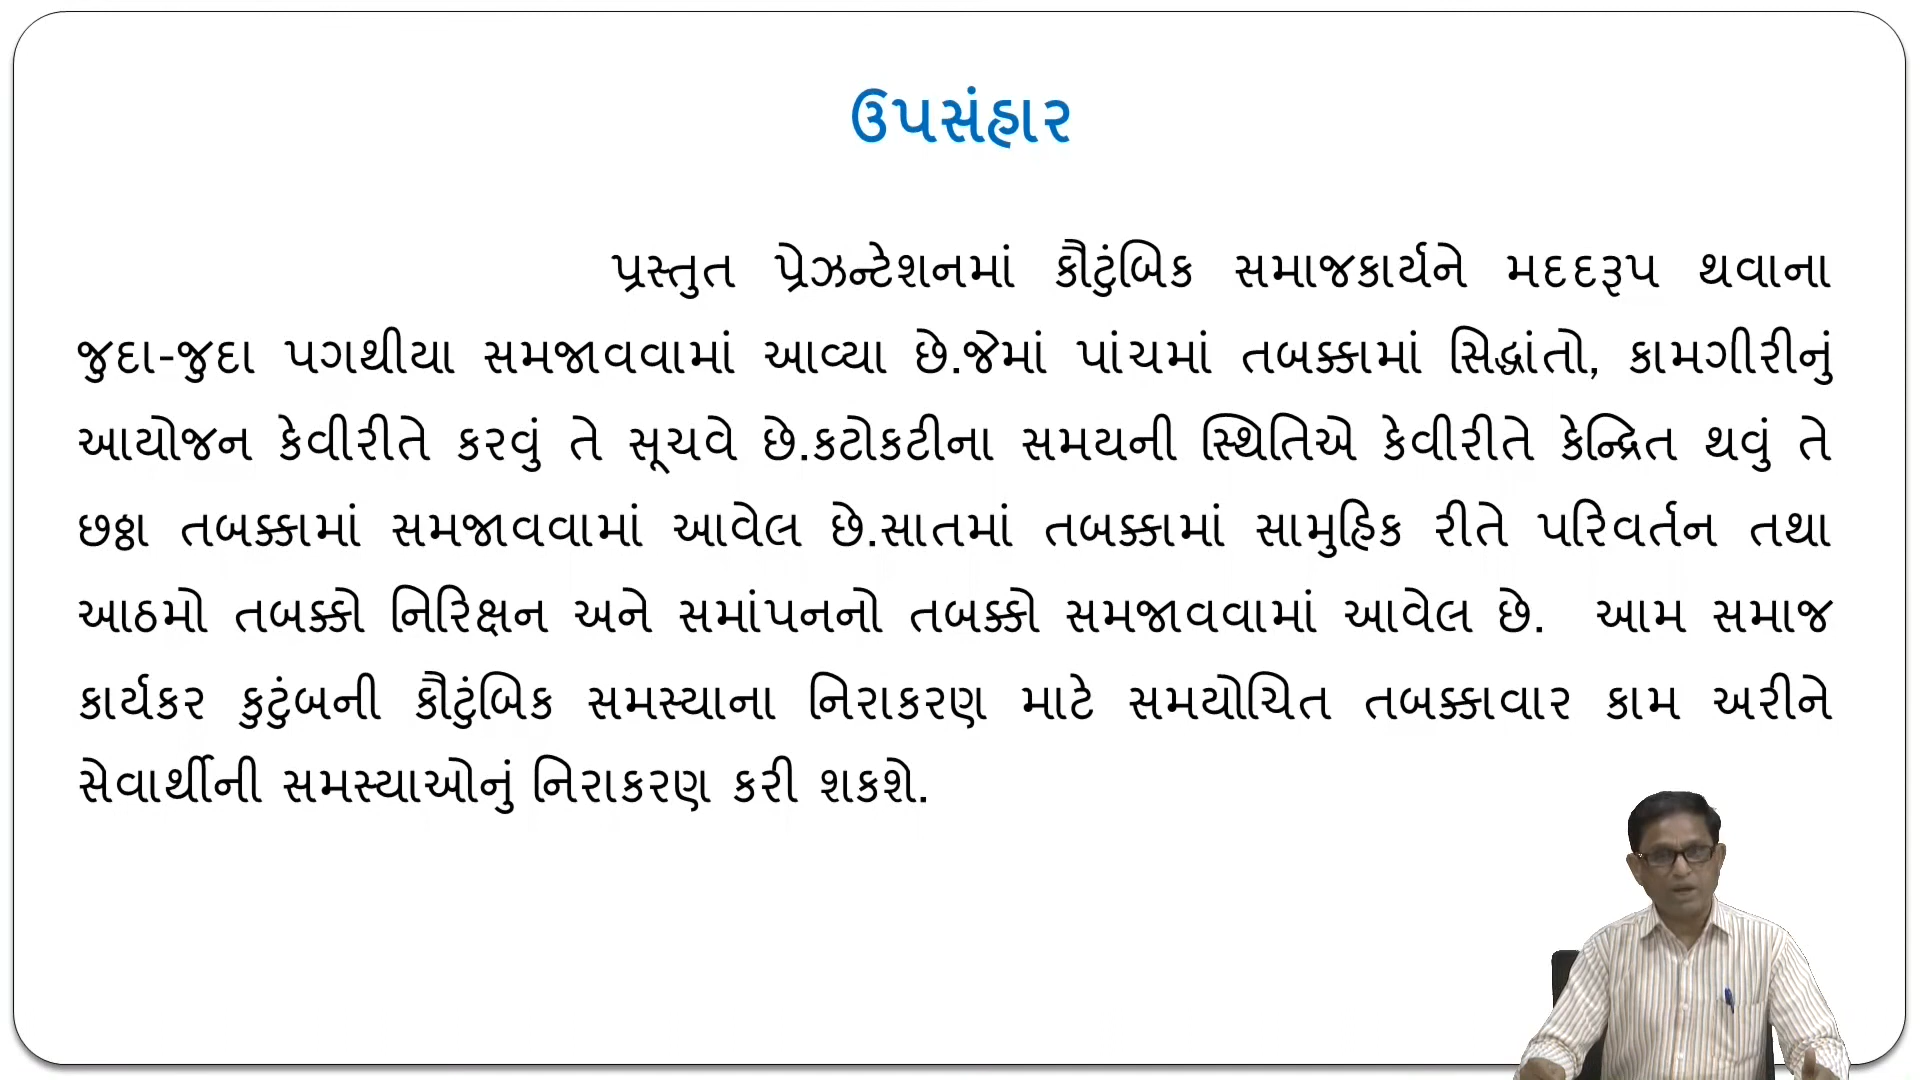 ઉપસંહાર
પ્રસ્તુત પ્રેઝન્ટેશનમાં કૌટુંબિક સમાજકાર્યને મદદરૂપ થવાના
જુદા-જુદા પગથીયા સમજાવવામાં આવ્યા છે.જેમાં પાંચમાં તબક્કામાં સિદ્ધાંતો, કામગીરીનું
આયોજન કેવીરીતે કરવું તે સૂચવે છે.કટોકટીના સમયની સ્થિતિએ કેવીરીતે કેન્દ્રિત થવું તે
છઠ્ઠા તબક્કામાં સમજાવવામાં આવેલ છે.સાતમાં તબક્કામાં સામુહિક રીતે પરિવર્તન તથા
આઠમો તબક્કો નિરિક્ષન અને સમાંપનનો તબક્કો સમજાવવામાં આવેલ છે. આમ સમાજ
કાર્યકર કુટુંબની કૌટુંબિક સમસ્યાના નિરાકરણ માટે સમયોચિત તબક્કાવાર કામ અરીને
સેવાર્થીની સમસ્યાઓનું નિરાકરણ કરી શકશે.